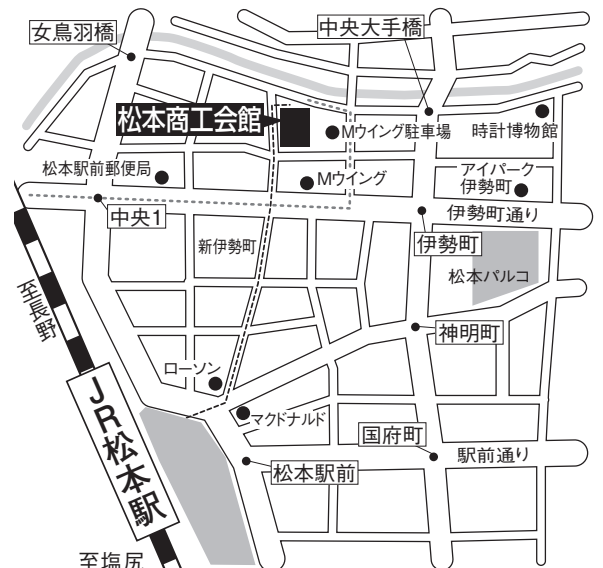 女鳥羽橋
中央大手橋
松本商工会館
Mウイング駐車場
時計博物館
松本駅前郵便局
Mウイング
アイパーク
伊勢町
中央1
伊勢町通り
伊勢町
新伊勢町
松本パルコ
至長野
神明町
ローソン
マクドナルド
JR松本駅
国府町
駅前通り
松本駅前
至塩尻